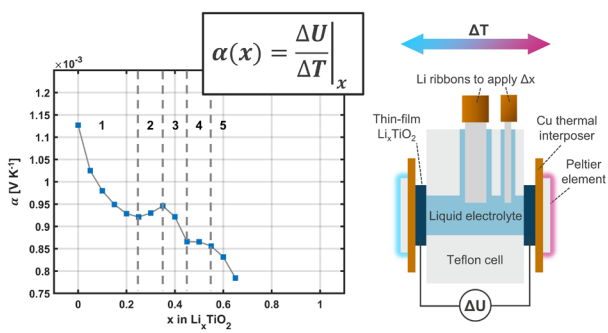 α(x) = ΔU/ΔT|x
×10⁻³
1.2
1.15
1.1
1.05
1
0.95
0.9
0.85
0.8
0.75
α [V K⁻¹]
1 2 3 4 5
0 0.2 0.4 0.6 0.8 1
x in LiₓTiO₂
ΔT
Li ribbons to apply Δx
Thin-film
LiₓTiO₂
Cu thermal
interposer
Peltier
element
Liquid electrolyte
Teflon cell
ΔU